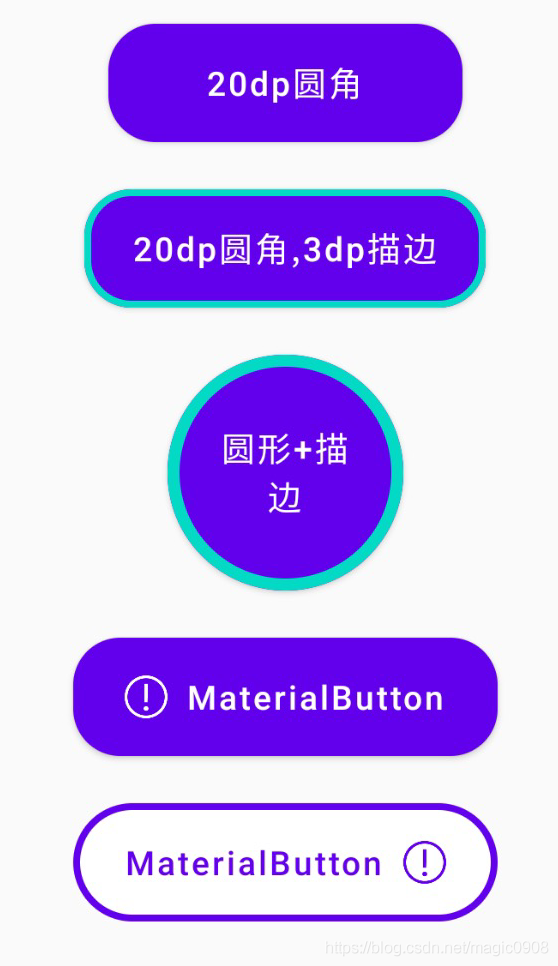 20dp圆角
20dp圆角,3dp描边
圆形+描
边
MaterialButton
MaterialButton
https://blog.csdn.net/magic0908